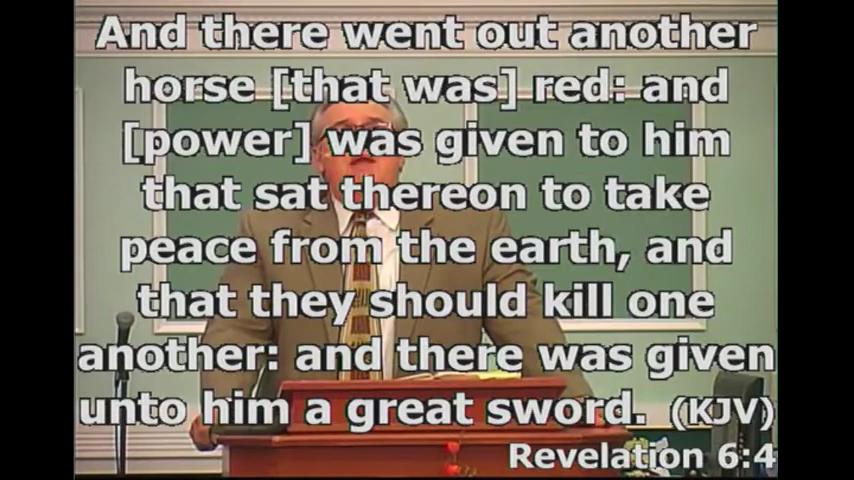 And there went out another
horse [that was] red: and
[power] was given to him
that sat thereon to take
peace from the earth, and
that they should kill one
another: and there was given
unto him a great sword. (KJV)
Revelation 6:4